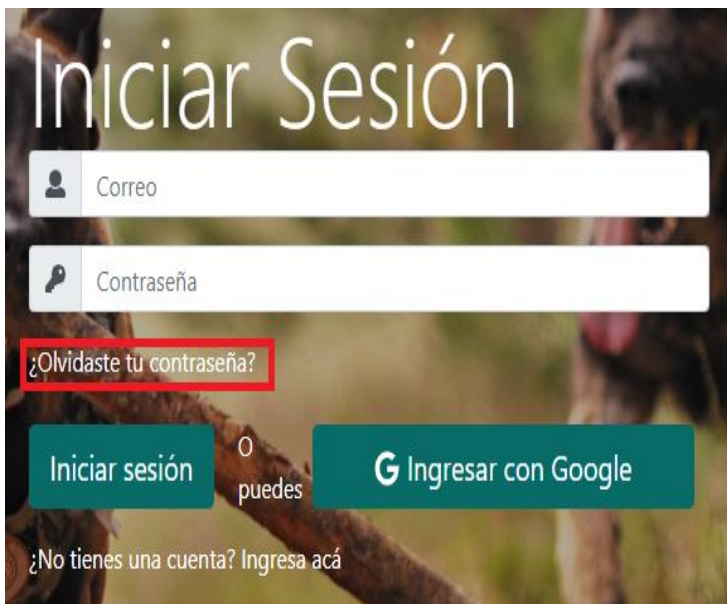 Iniciar Sesión
Correo
Contraseña
¿Olvidaste tu contraseña?
Iniciar sesión
O
puedes
G Ingresar con Google
¿No tienes una cuenta? Ingresa acá